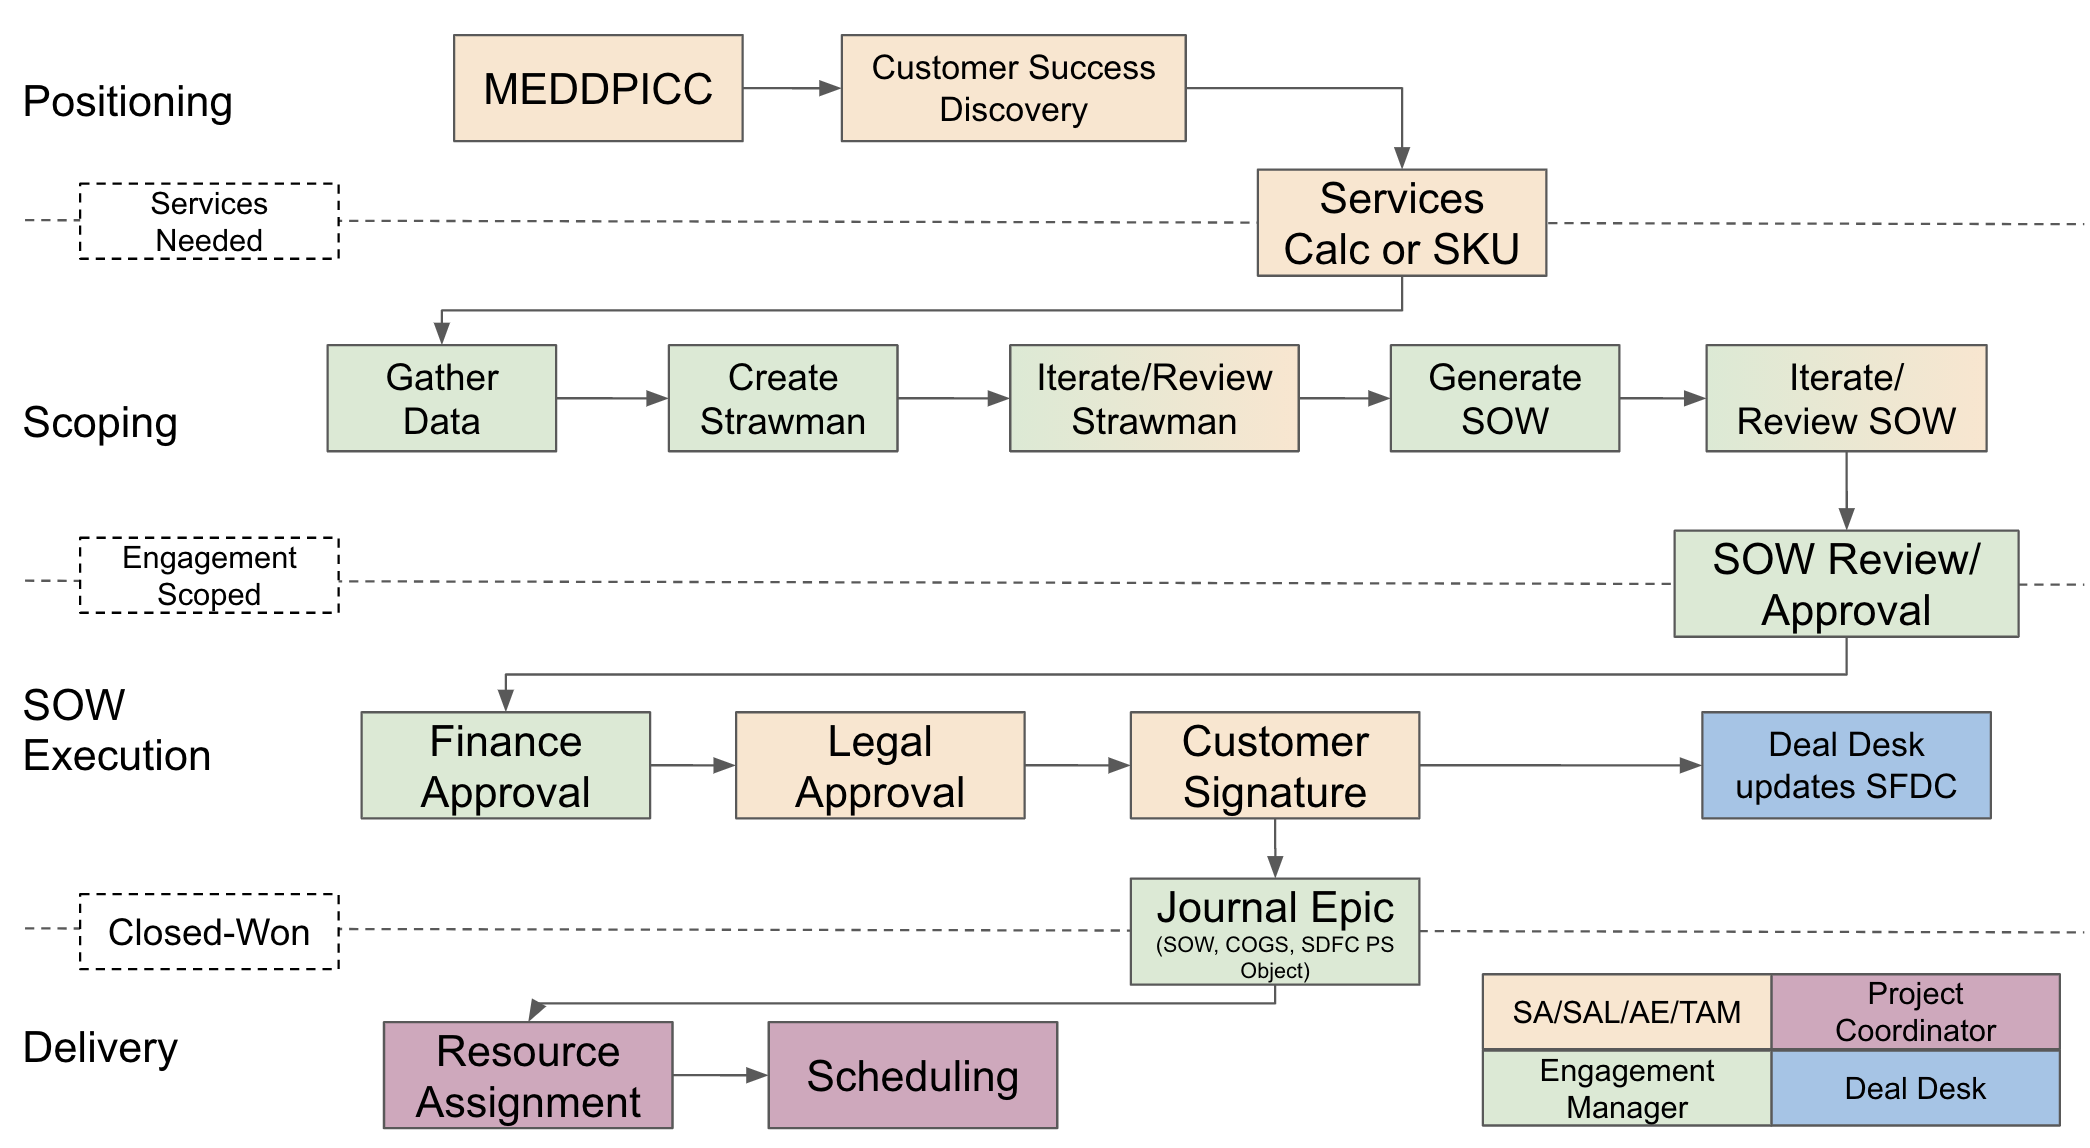 Positioning
MEDDPICC
Customer Success
Discovery
Services
Needed
Services
Calc or SKU
Scoping
Gather
Data
Create
Strawman
Iterate/Review
Strawman
Generate
SOW
Iterate/
Review SOW
Engagement
Scoped
SOW Review/
Approval
SOW
Execution
Finance
Approval
Legal
Approval
Customer
Signature
Deal Desk
updates SFDC
Closed-Won
Journal Epic
(SOW, COGS, SDFC PS
Object)
Delivery
Resource
Assignment
Scheduling
SA/SAL/AE/TAM
Project
Coordinator
Engagement
Manager
Deal Desk